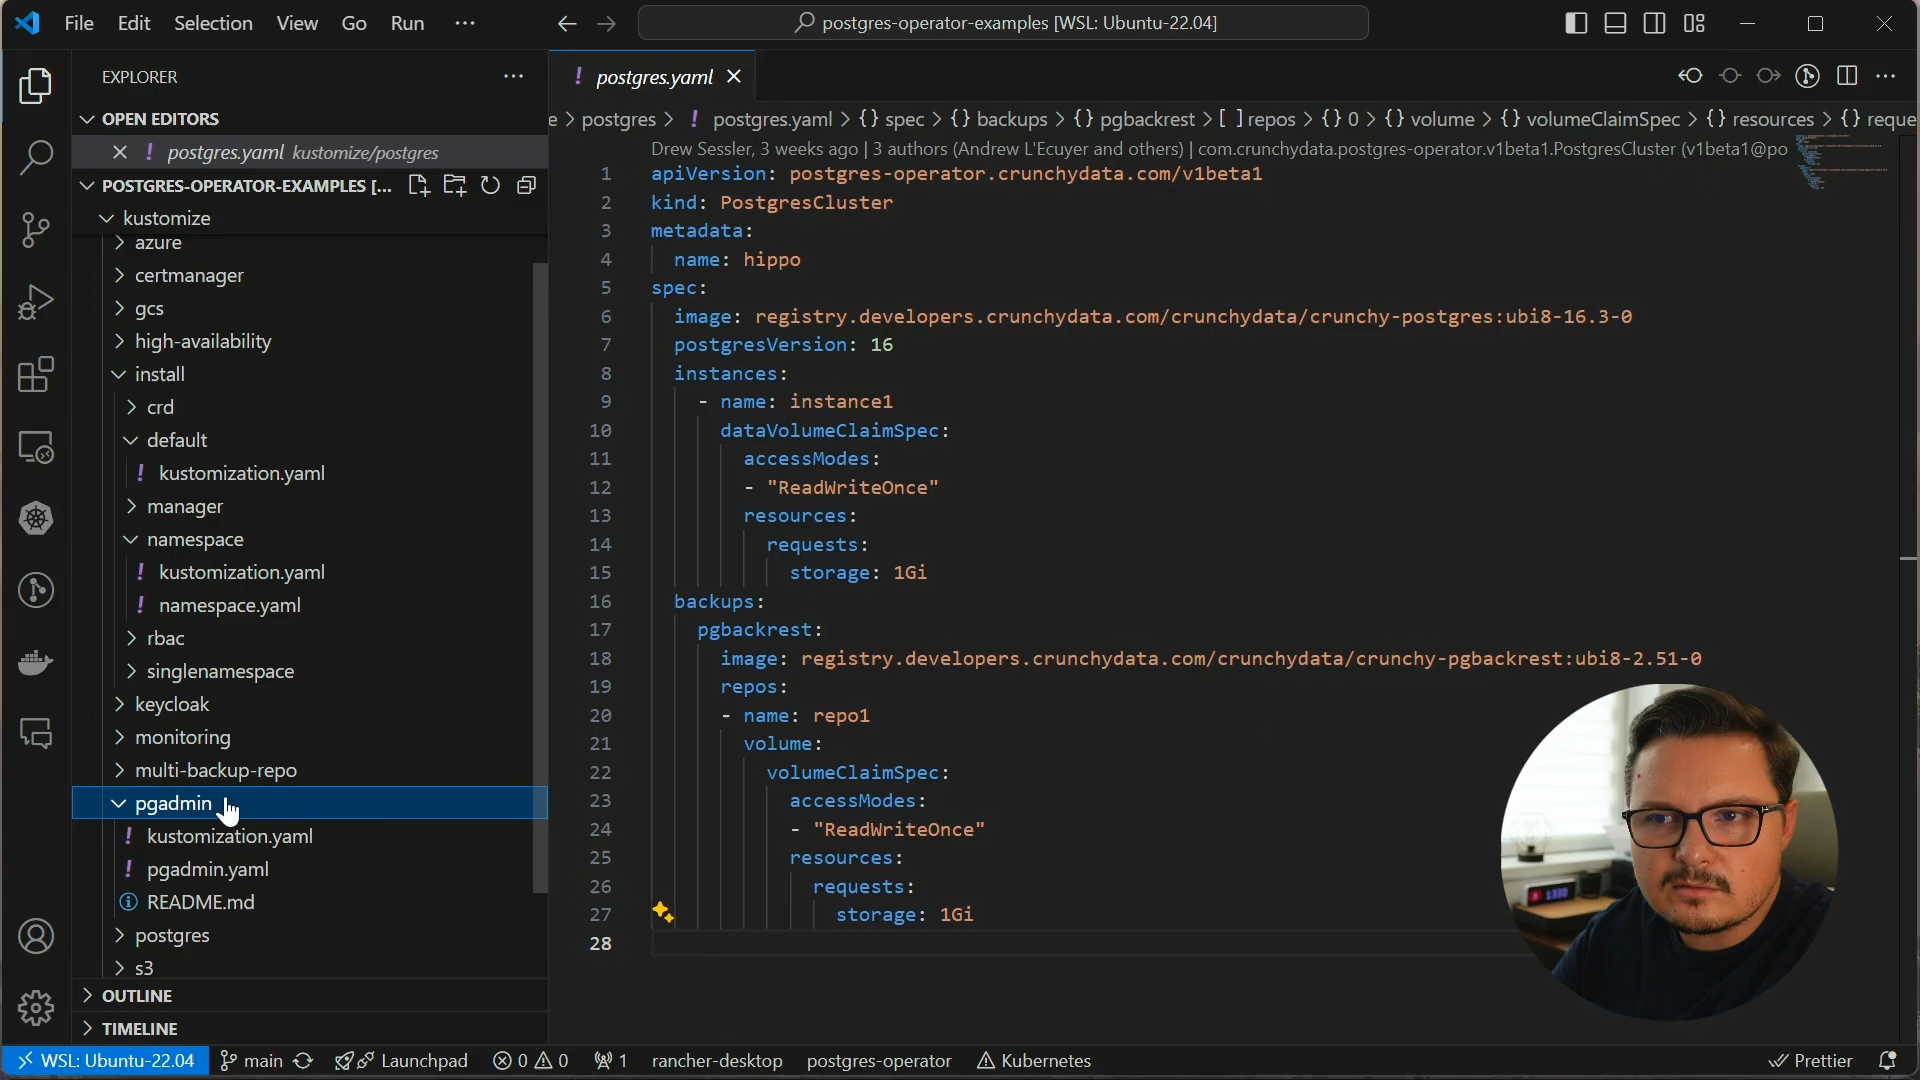 File Edit Selection View Go Run ···
postgres-operator-examples [WSL: Ubuntu-22.04]
EXPLORER
OPEN EDITORS
! postgres.yaml kustomize/postgres
POSTGRES-OPERATOR-EXAMPLES [...
kustomize
azure
certmanager
gcs
high-availability
install
crd
default
! kustomization.yaml
manager
namespace
! kustomization.yaml
! namespace.yaml
rbac
singlenamespace
keycloak
monitoring
multi-backup-repo
pgadmin
! kustomization.yaml
! pgadmin.yaml
README.md
postgres
s3
OUTLINE
TIMELINE
! postgres.yaml
e > postgres > ! postgres.yaml > {} spec > {} backups > {} pgbackrest > [ ] repos > {} 0 > {} volume > {} volumeClaimSpec > {} resources > {} reque
Drew Sessler, 3 weeks ago | 3 authors (Andrew L'Ecuyer and others) | com.crunchydata.postgres-operator.v1beta1.PostgresCluster (v1beta1@po
1 apiVersion: postgres-operator.crunchydata.com/v1beta1
2 kind: PostgresCluster
3 metadata:
4 name: hippo
5 spec:
6 image: registry.developers.crunchydata.com/crunchydata/crunchy-postgres:ubi8-16.3-0
7 postgresVersion: 16
8 instances:
9 - name: instance1
10 dataVolumeClaimSpec:
11 accessModes:
12 - "ReadWriteOnce"
13 resources:
14 requests:
15 storage: 1Gi
16 backups:
17 pgbackrest:
18 image: registry.developers.crunchydata.com/crunchydata/crunchy-pgbackrest:ubi8-2.51-0
19 repos:
20 - name: repo1
21 volume:
22 volumeClaimSpec:
23 accessModes:
24 - "ReadWriteOnce"
25 resources:
26 requests:
27 storage: 1Gi
28
WSL: Ubuntu-22.04 main Launchpad 0 0 1 rancher-desktop postgres-operator Kubernetes Prettier